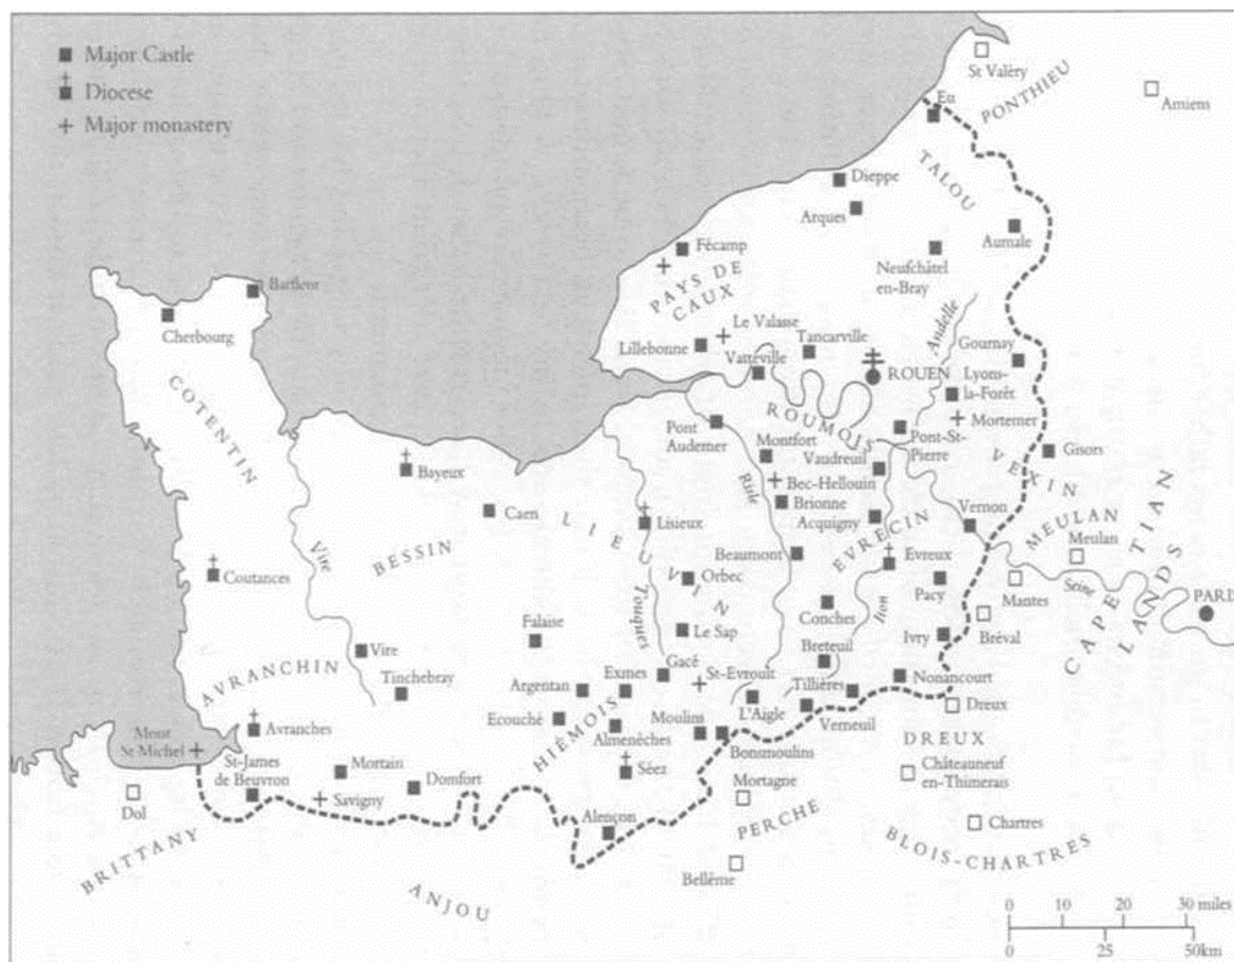 Major Castle
Diocese
Major monastery
St Valèry
PONTHIEU
Amiens
Eu
TALOU
Dieppe
Arques
Aumale
Neufchâtel
en-Bray
Fécamp
PAYS DE
CAUX
Barfleur
Cherbourg
Le Valasse
Lillebonne
Tancarville
Vatteville
Andelle
Gournay
ROUEN
Lyons-
la-Forêt
COTENTIN
ROUMOIS
Mortemer
Pont
Audemer
Montfort
Pont-St-
Pierre
Vaudreuil
Gisors
VEXIN
Bayeux
Risle
Bec-Hellouin
Brionne
Acquigny
Vernon
Caen
LIEUVIN
Lisieux
CAPETIAN
LANDS
MEULAN
Meulan
Vire
BESSIN
Beaumont
EVRECIN
Evreux
Coutances
Orbec
Touques
Pacy
Mantes
Seine
PARIS
Conches
Iton
Bréval
Falaise
Le Sap
Ivry
Vire
Breteuil
AVRANCHIN
Tinchebray
Gacé
St-Evroult
Exmes
Argentan
Tillières
Nonancourt
L'Aigle
Verneuil
Dreux
Ecouché
HIÉMOIS
Almenèches
Moulins
Bonsmoulins
DREUX
Avranches
Mont
St-Michel
St-James
de Beuvron
Mortain
Domfort
Séez
Mortagne
Châteauneuf
en-Thimerais
Dol
Savigny
Alençon
PERCHE
Chartres
BRITTANY
BLOIS-CHARTRES
Bellême
ANJOU
0 10 20 30 miles
0 25 50km